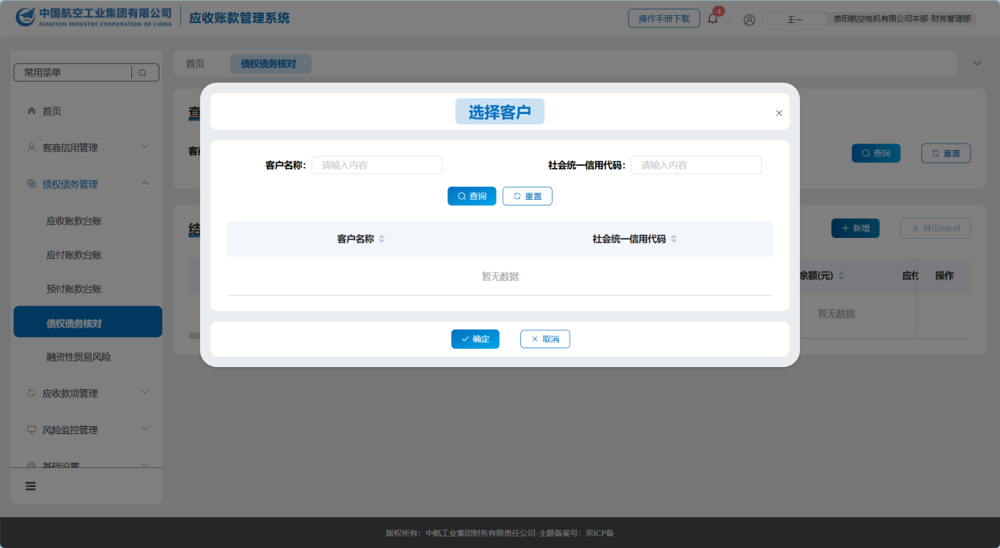 中国航空工业集团有限公司
AVIATION INDUSTRY CORPORATION OF CHINA
应收账款管理系统
操作手册下载
4
王一
贵阳航空电机有限公司本部-财务管理部
常用菜单
首页
债权债务核对
首页
客商信用管理
债权债务管理
应收账款台账
应付账款台账
预付账款台账
债权债务核对
融资性贸易风险
应收款项管理
风险监控管理
基础设置
查
客
查询
重置
结
新增
导出excel
余额(元)
应付
操作
暂无数据
选择客户
客户名称:
请输入内容
社会统一信用代码:
请输入内容
查询
重置
客户名称
社会统一信用代码
暂无数据
确定
取消
版权所有：中航工业集团财务有限责任公司-主题备案号：京ICP备